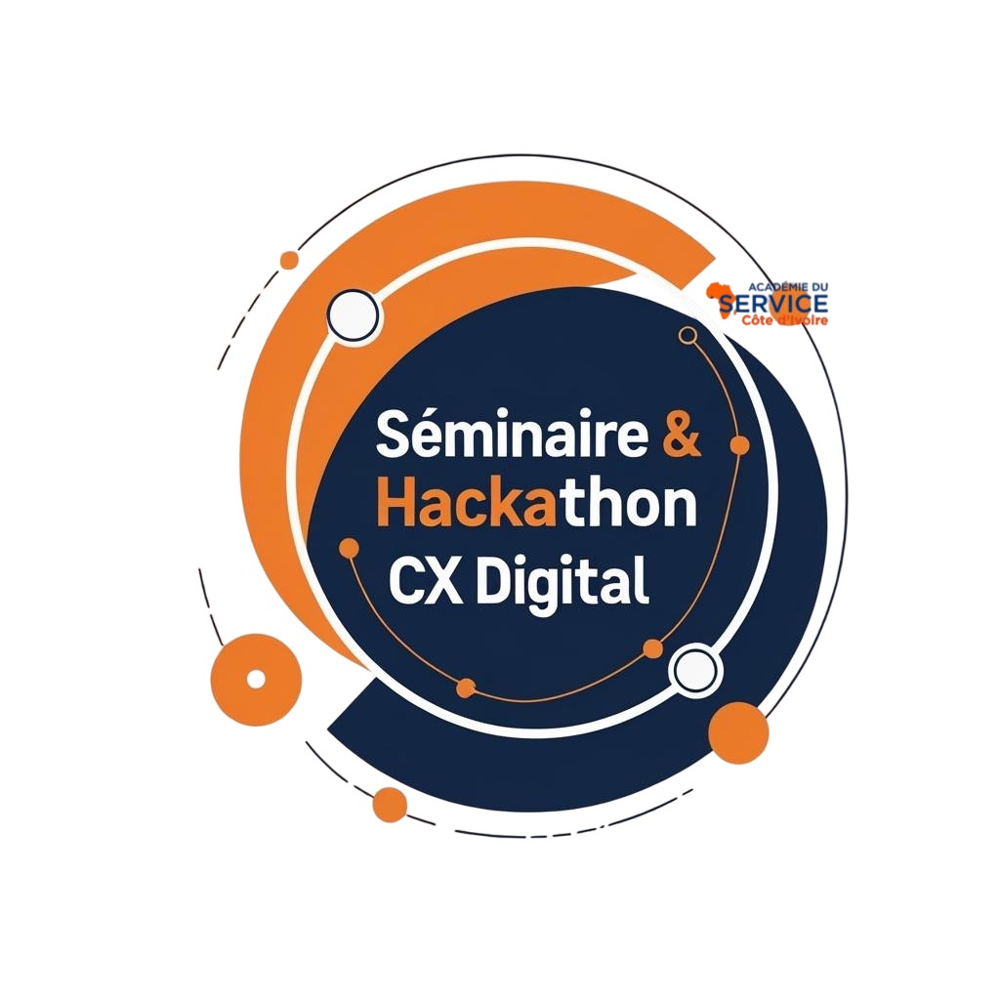 ACADÉMIE DU
SERVICE
Côte d'Ivoire
Séminaire &
Hackathon
CX Digital